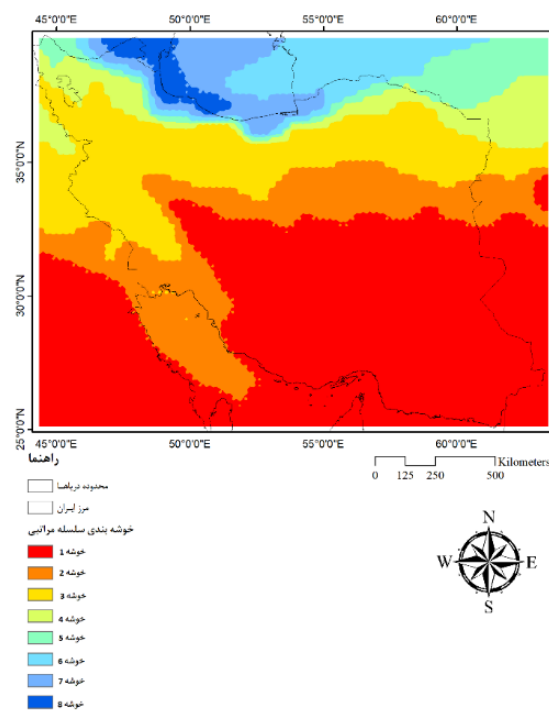 45°0'0"E 50°0'0"E 55°0'0"E 60°0'0"E
35°0'0"N
30°0'0"N
25°0'0"N
45°0'0"E 50°0'0"E 55°0'0"E 60°0'0"E
راهنما
محدوده دریاها
مرز ایران
خوشه بندی سلسله مراتبی
خوشه 1
خوشه 2
خوشه 3
خوشه 4
خوشه 5
خوشه 6
خوشه 7
خوشه 8
Kilometers
0 125 250 500
N
W E
S